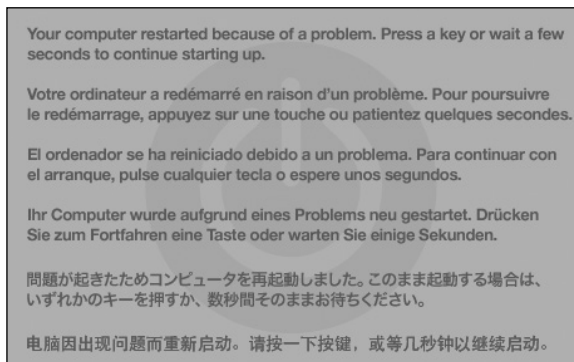 Your computer restarted because of a problem. Press a key or wait a few
seconds to continue starting up.
Votre ordinateur a redémarré en raison d'un problème. Pour poursuivre
le redémarrage, appuyez sur une touche ou patientez quelques secondes.
El ordenador se ha reiniciado debido a un problema. Para continuar con
el arranque, pulse cualquier tecla o espere unos segundos.
Ihr Computer wurde aufgrund eines Problems neu gestartet. Drücken
Sie zum Fortfahren eine Taste oder warten Sie einige Sekunden.
問題が起きたためコンピュータを再起動しました。このまま起動する場合は、
いずれかのキーを押すか、数秒間そのままお待ちください。
电脑因出现问题而重新启动。请按一下按键，或等几秒钟以继续启动。